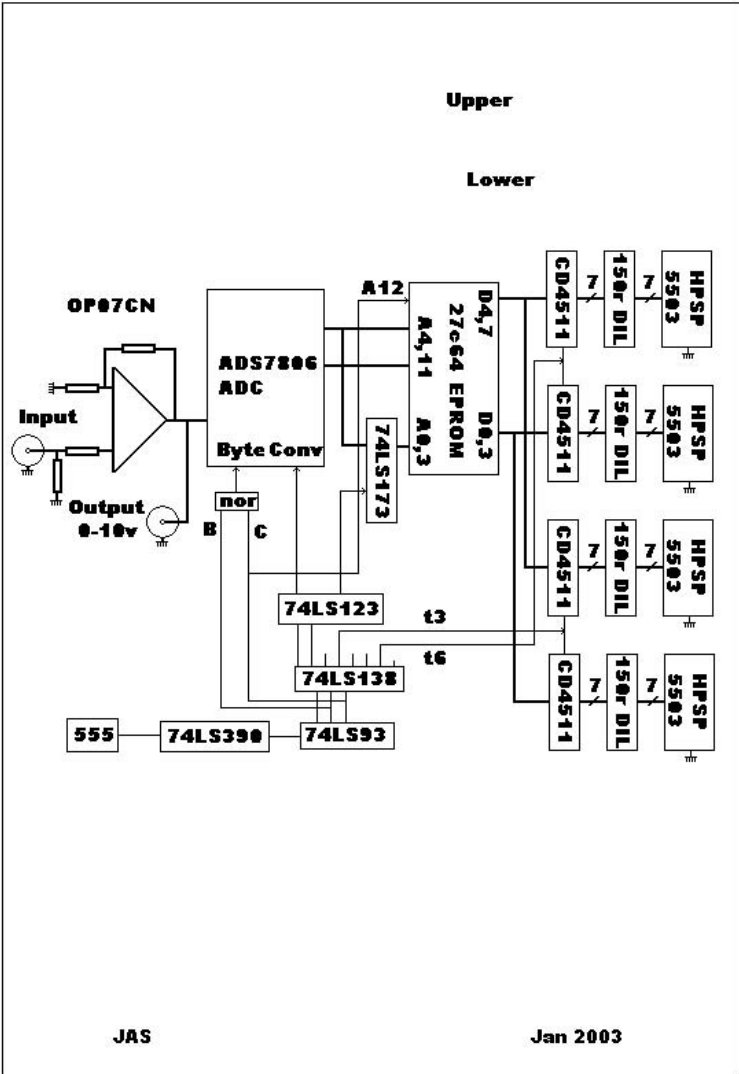 Upper
Lower
OP07CN
Input
Output
0-10v
ADS7806
ADC
Byte Conv
nor
B
C
A12
27c64 EPROM
A4,11
A0,3
D4,7
D0,3
74LS173
74LS123
t3
t6
74LS138
555
74LS390
74LS93
CD4511
7
150r DIL
7
HPSP
5503
CD4511
7
150r DIL
7
HPSP
5503
CD4511
7
150r DIL
7
HPSP
5503
CD4511
7
150r DIL
7
HPSP
5503
JAS
Jan 2003